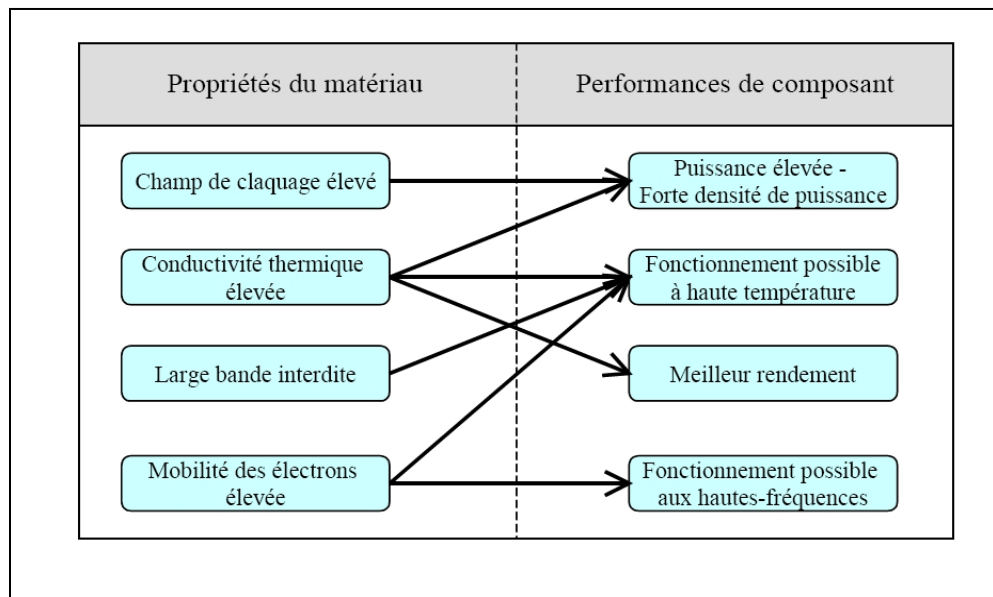 Propriétés du matériau
Performances de composant
Champ de claquage élevé
Puissance élevée -
Forte densité de puissance
Conductivité thermique
élevée
Fonctionnement possible
à haute température
Large bande interdite
Meilleur rendement
Mobilité des électrons
élevée
Fonctionnement possible
aux hautes-fréquences